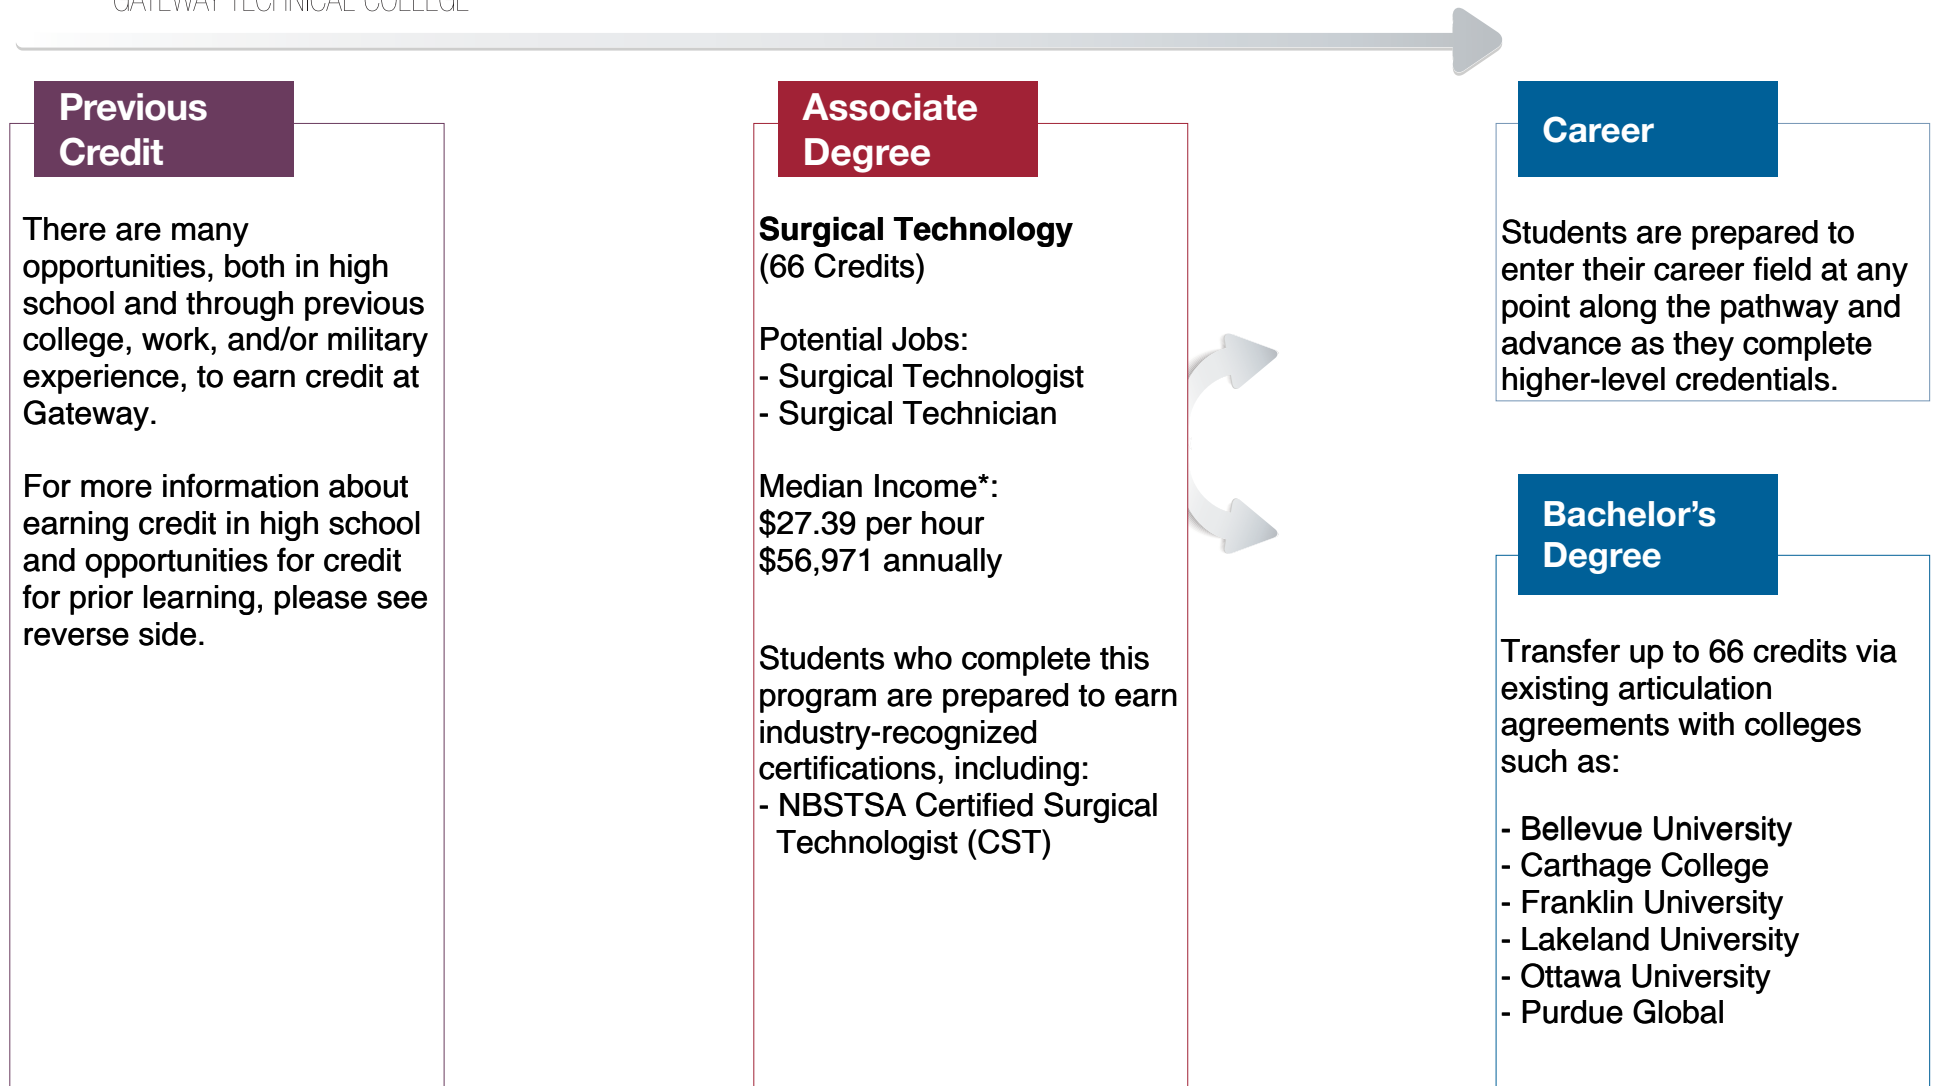 GATEWAY TECHNICAL COLLEGE
Previous
Credit
There are many
opportunities, both in high
school and through previous
college, work, and/or military
experience, to earn credit at
Gateway.
For more information about
earning credit in high school
and opportunities for credit
for prior learning, please see
reverse side.
Associate
Degree
Surgical Technology
(66 Credits)
Potential Jobs:
- Surgical Technologist
- Surgical Technician
Median Income*:
$27.39 per hour
$56,971 annually
Students who complete this
program are prepared to earn
industry-recognized
certifications, including:
- NBSTSA Certified Surgical
Technologist (CST)
Career
Students are prepared to
enter their career field at any
point along the pathway and
advance as they complete
higher-level credentials.
Bachelor’s
Degree
Transfer up to 66 credits via
existing articulation
agreements with colleges
such as:
- Bellevue University
- Carthage College
- Franklin University
- Lakeland University
- Ottawa University
- Purdue Global